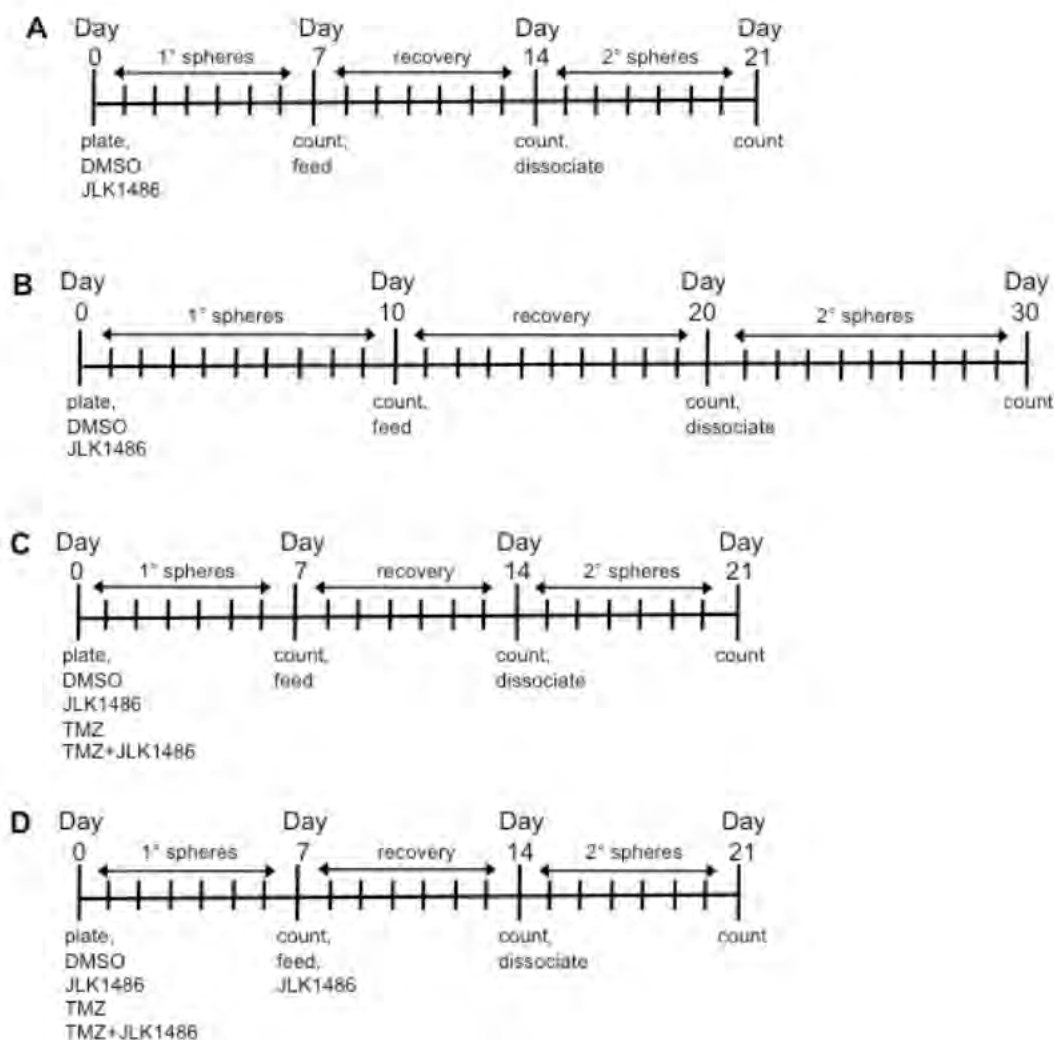 A
Day Day Day Day
0 1° spheres 7 recovery 14 2° spheres 21
plate, count, count, count
DMSO feed dissociate
JLK1486
B
Day Day Day Day
0 1° spheres 10 recovery 20 2° spheres 30
plate, count, count, count
DMSO feed dissociate
JLK1486
C
Day Day Day Day
0 1° spheres 7 recovery 14 2° spheres 21
plate, count, count, count
DMSO feed dissociate
JLK1486
TMZ
TMZ+JLK1486
D
Day Day Day Day
0 1° spheres 7 recovery 14 2° spheres 21
plate, count, count, count
DMSO feed, dissociate
JLK1486 JLK1486
TMZ
TMZ+JLK1486